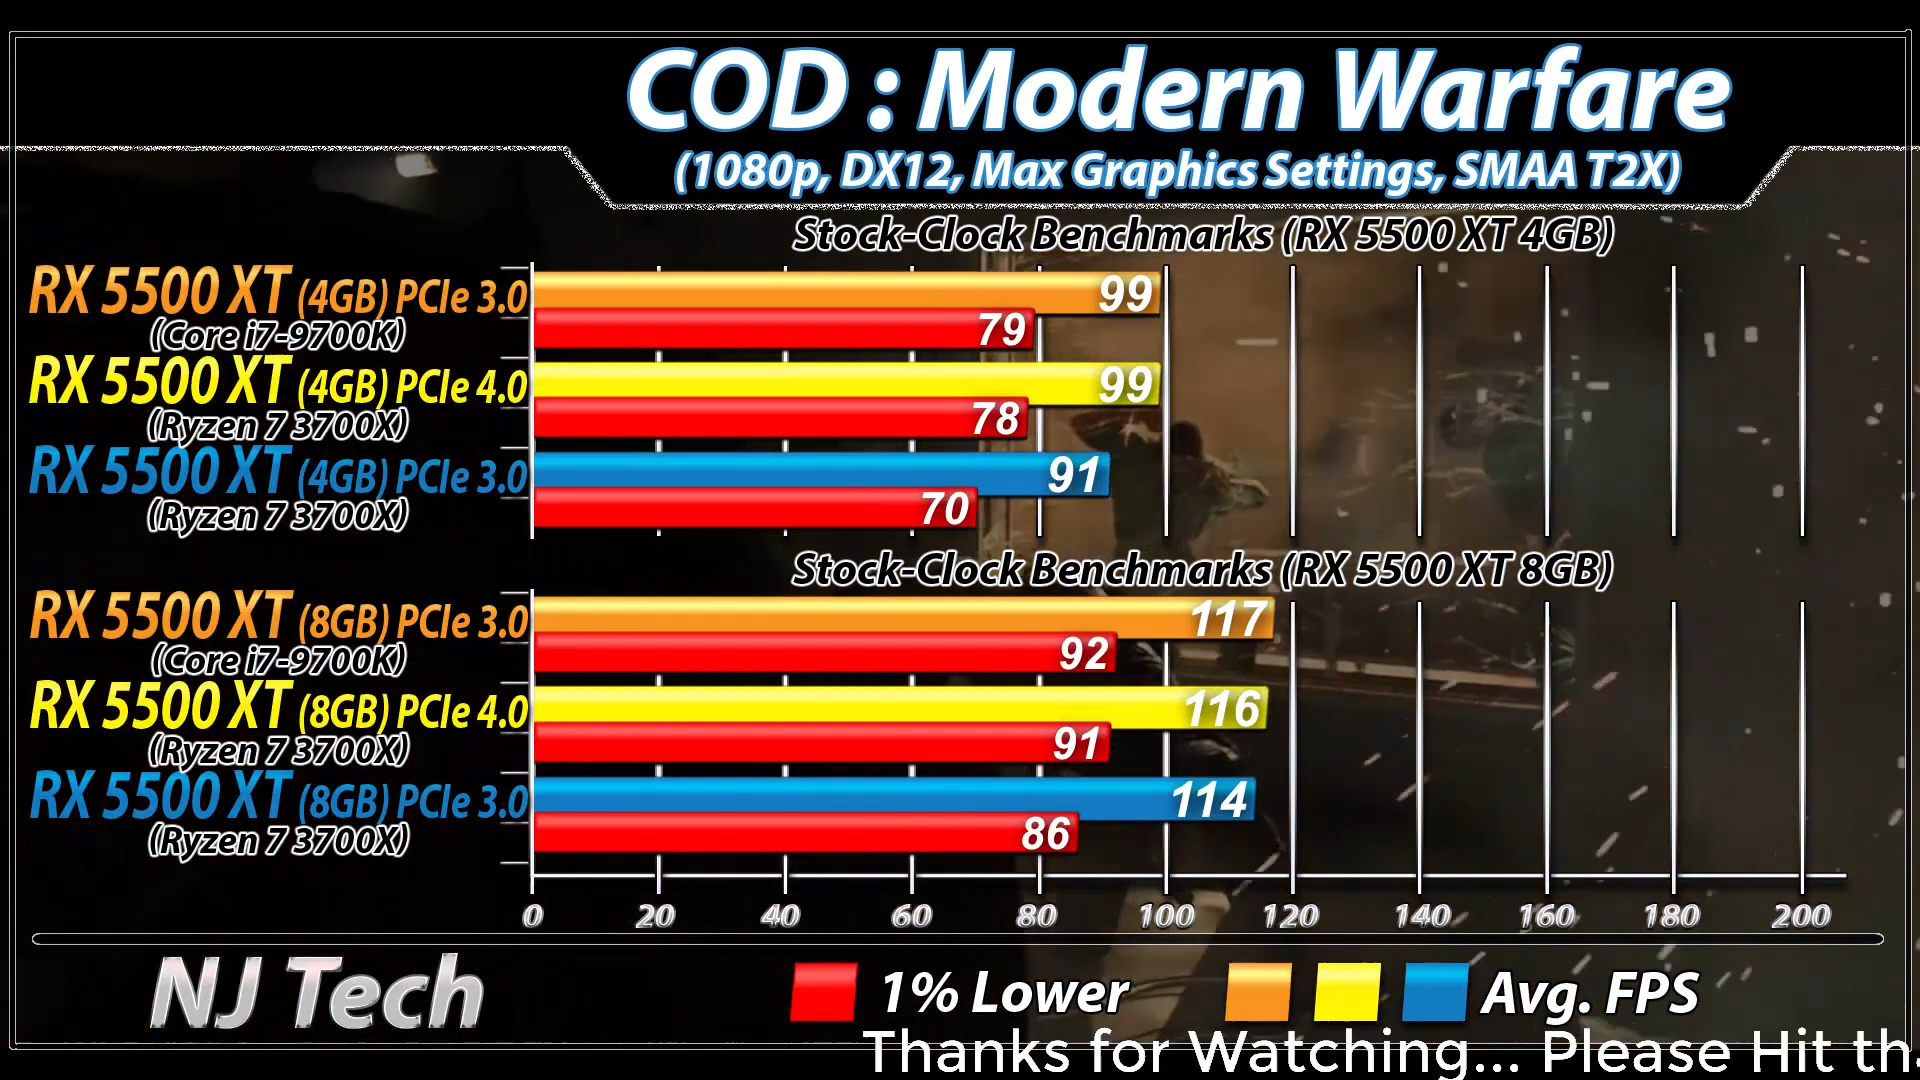 COD : Modern Warfare
(1080p, DX12, Max Graphics Settings, SMAA T2X)
Stock-Clock Benchmarks (RX 5500 XT 4GB)
RX 5500 XT (4GB) PCIe 3.0
(Core i7-9700K)
99
79
RX 5500 XT (4GB) PCIe 4.0
(Ryzen 7 3700X)
99
78
RX 5500 XT (4GB) PCIe 3.0
(Ryzen 7 3700X)
91
70
Stock-Clock Benchmarks (RX 5500 XT 8GB)
RX 5500 XT (8GB) PCIe 3.0
(Core i7-9700K)
117
92
RX 5500 XT (8GB) PCIe 4.0
(Ryzen 7 3700X)
116
91
RX 5500 XT (8GB) PCIe 3.0
(Ryzen 7 3700X)
114
86
0 20 40 60 80 100 120 140 160 180 200
NJ Tech
1% Lower
Avg. FPS
Thanks for Watching... Please Hit th